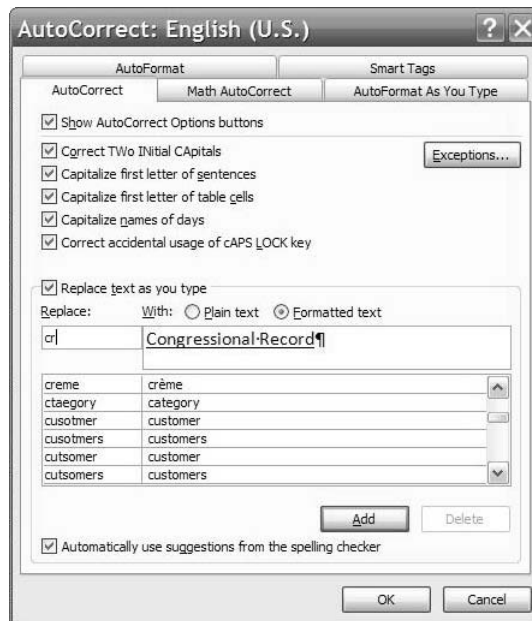 AutoCorrect: English (U.S.)
AutoFormat Smart Tags
AutoCorrect Math AutoCorrect AutoFormat As You Type
Show AutoCorrect Options buttons
Correct TWo INitial CApitals
Exceptions...
Capitalize first letter of sentences
Capitalize first letter of table cells
Capitalize names of days
Correct accidental usage of cAPS LOCK key
Replace text as you type
Replace: With: Plain text Formatted text
cr Congressional·Record¶
creme crème
ctaegory category
cusotmer customer
cusotmers customers
cutsomer customer
cutsomers customers
Add Delete
Automatically use suggestions from the spelling checker
OK Cancel